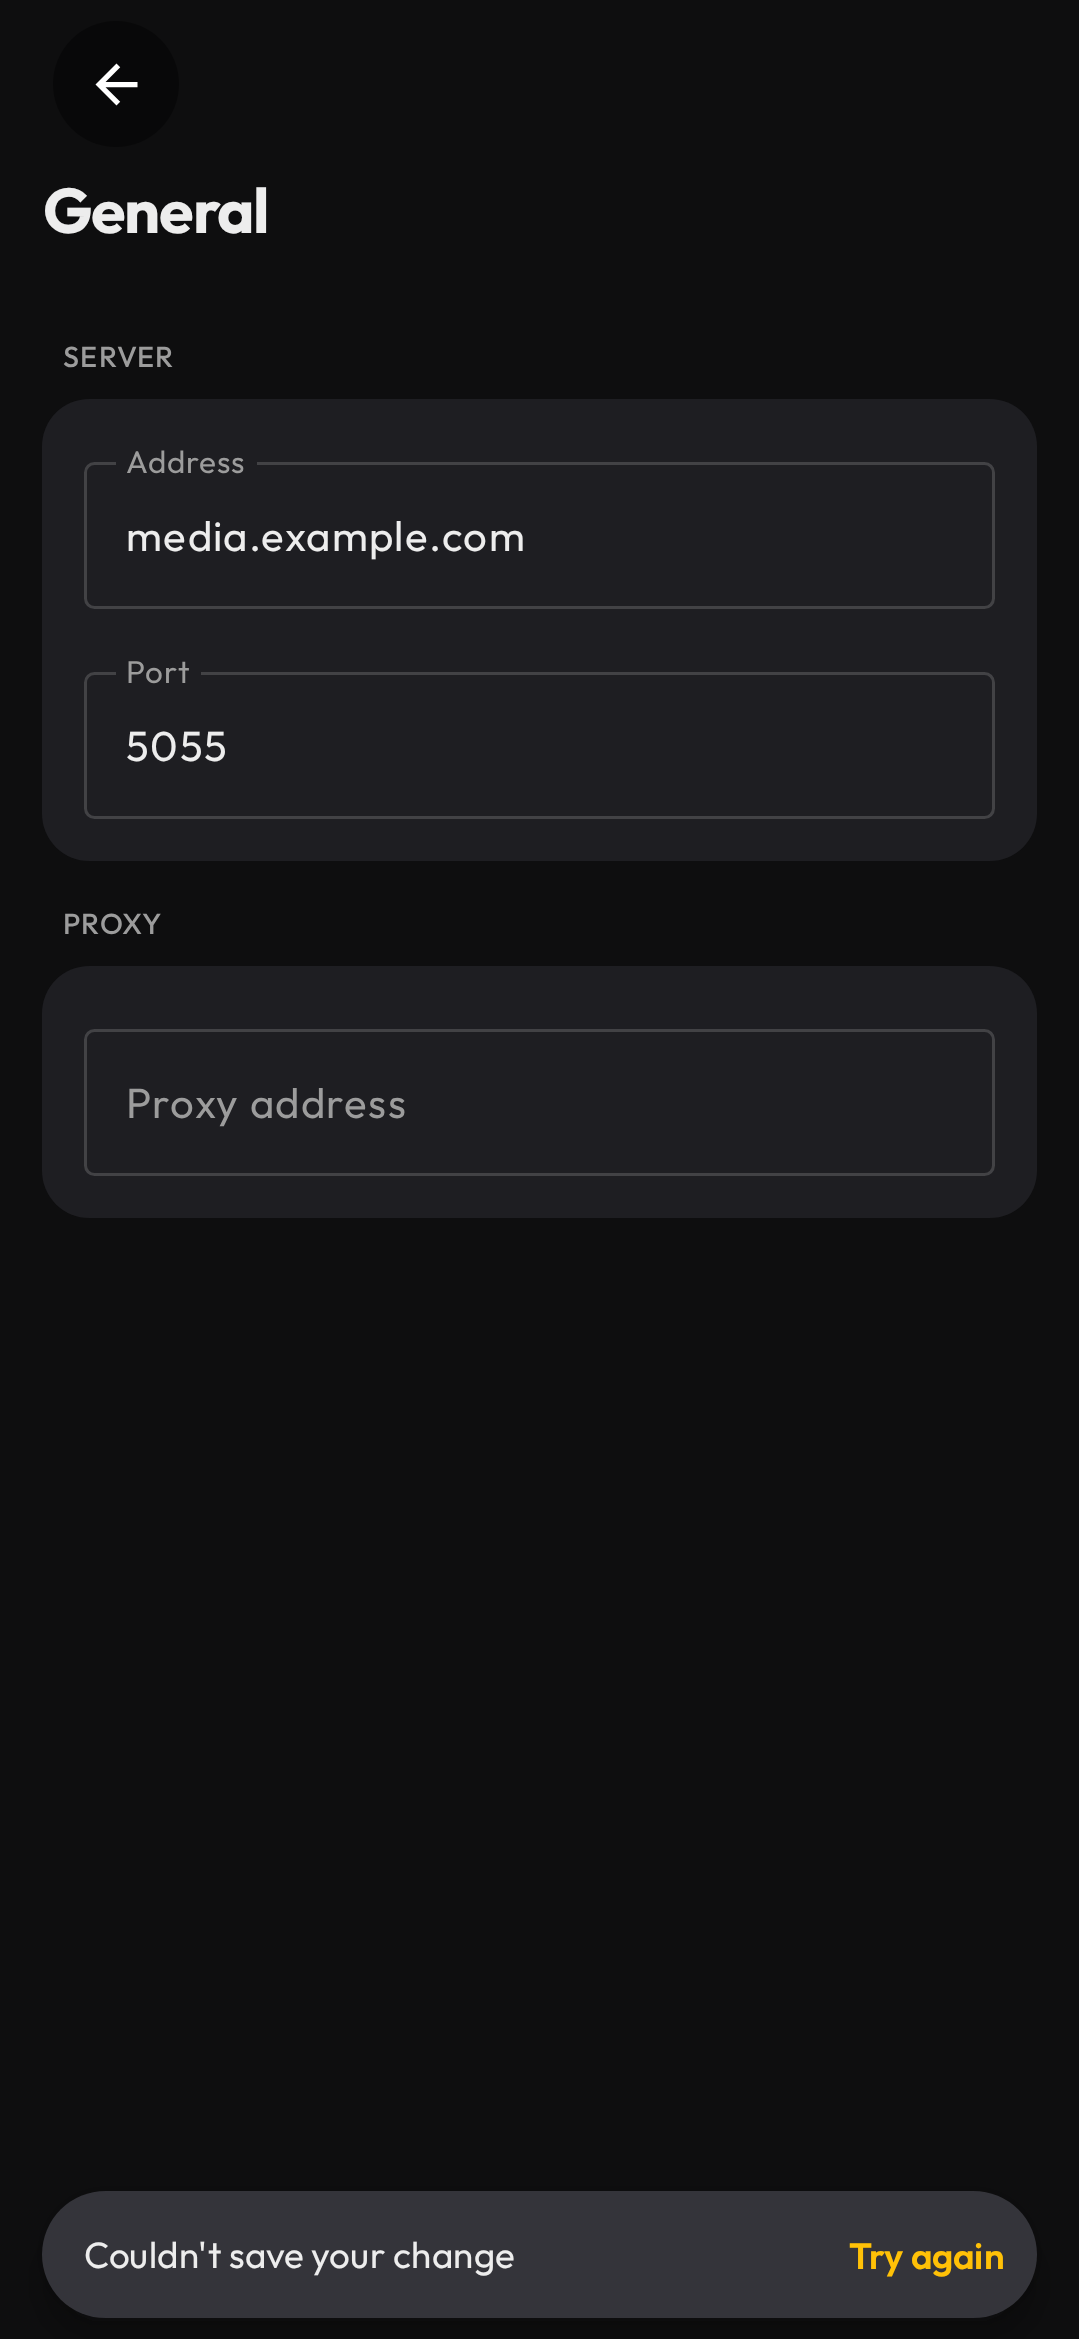 General
SERVER
Address
media.example.com
Port
5055
PROXY
Proxy address
Couldn't save your change
Try again